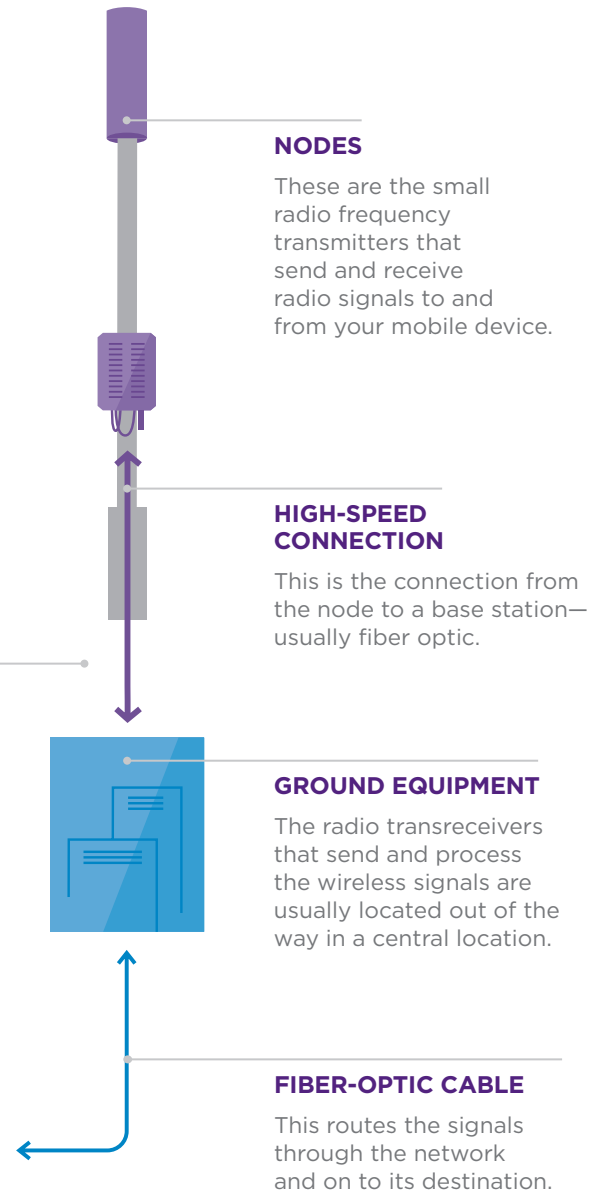 NODES
These are the small
radio frequency
transmitters that
send and receive
radio signals to and
from your mobile device.
HIGH-SPEED
CONNECTION
This is the connection from
the node to a base station—
usually fiber optic.
GROUND EQUIPMENT
The radio transreceivers
that send and process
the wireless signals are
usually located out of the
way in a central location.
FIBER-OPTIC CABLE
This routes the signals
through the network
and on to its destination.